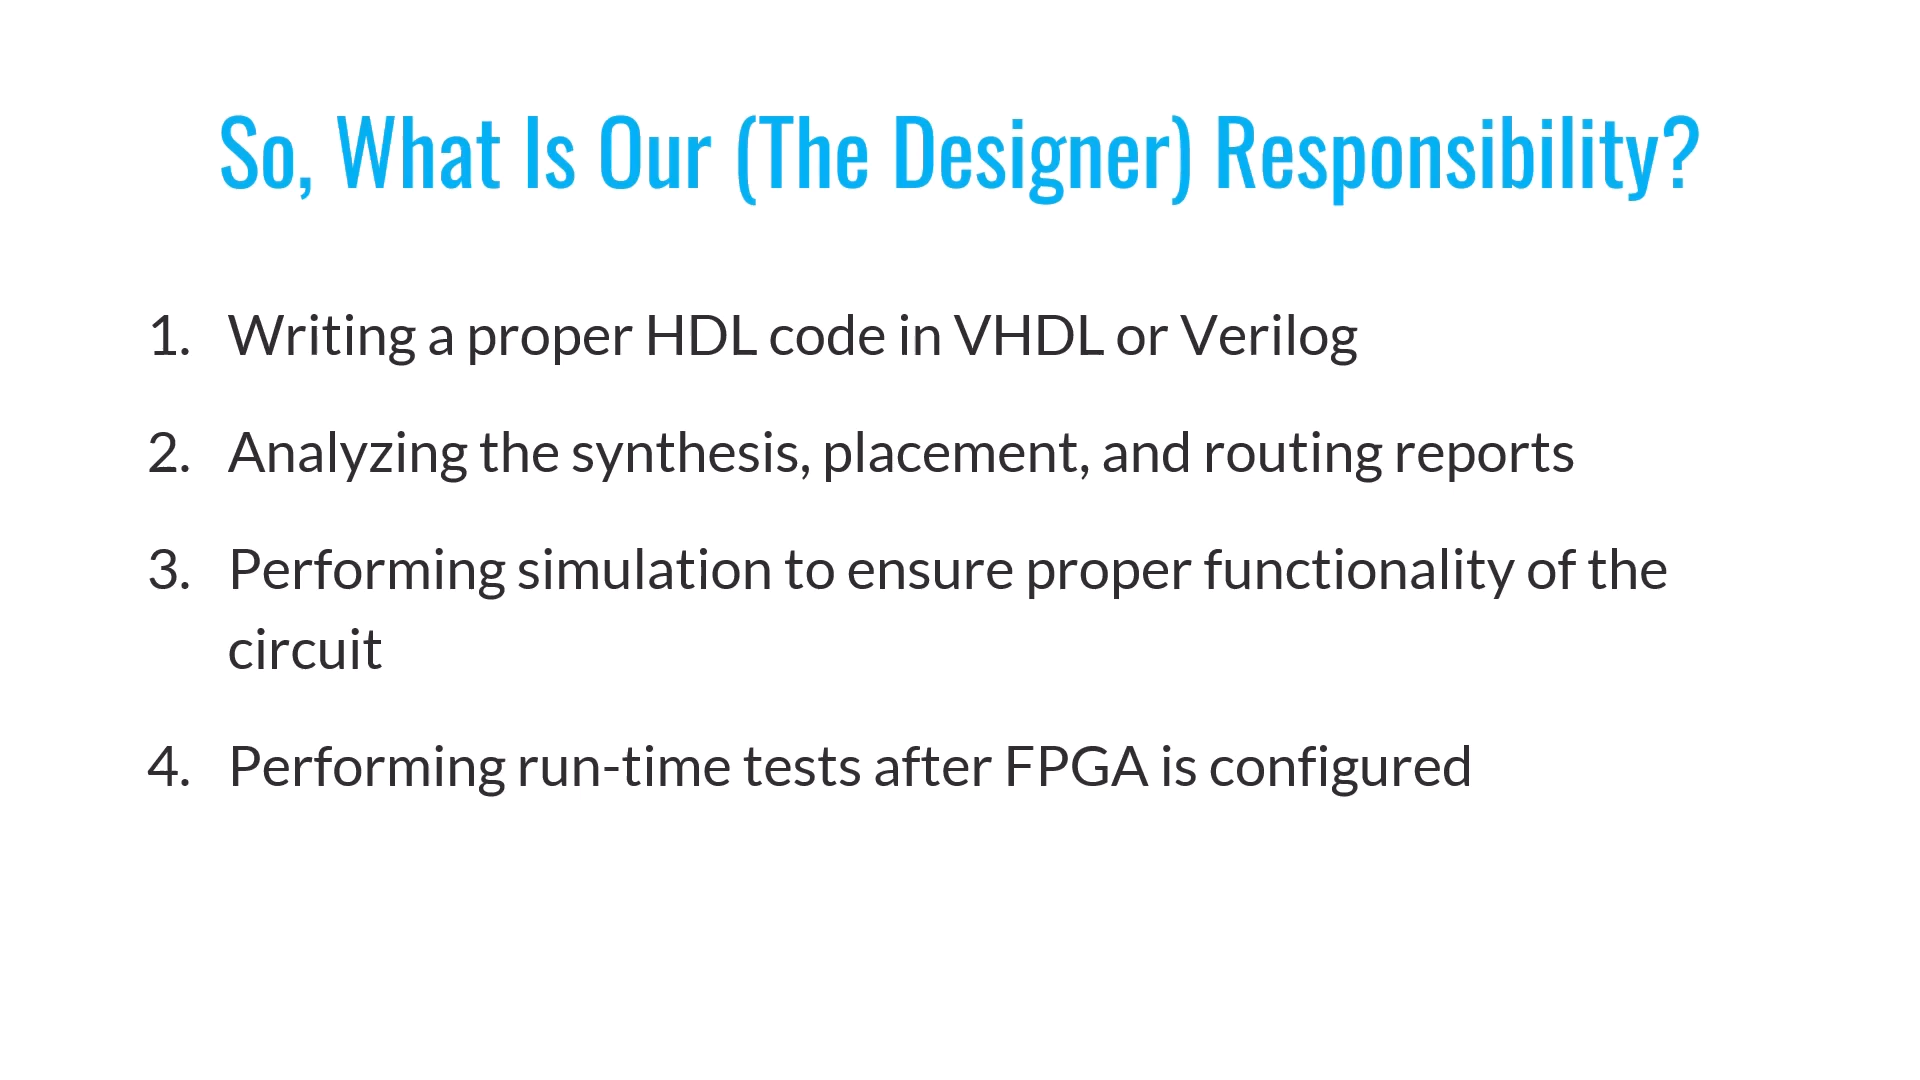 So, What Is Our (The Designer) Responsibility?
1. Writing a proper HDL code in VHDL or Verilog
2. Analyzing the synthesis, placement, and routing reports
3. Performing simulation to ensure proper functionality of the
circuit
4. Performing run-time tests after FPGA is configured